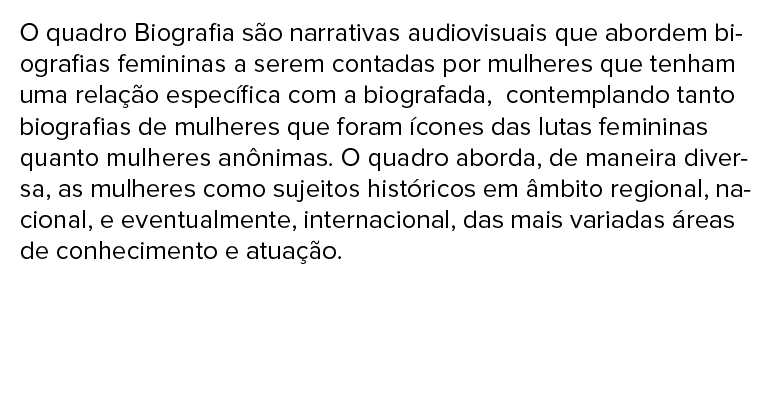 O quadro Biografia são narrativas audiovisuais que abordem bi-
ografias femininas a serem contadas por mulheres que tenham
uma relação específica com a biografada,  contemplando tanto
biografias de mulheres que foram ícones das lutas femininas
quanto mulheres anônimas. O quadro aborda, de maneira diver-
sa, as mulheres como sujeitos históricos em âmbito regional, na-
cional, e eventualmente, internacional, das mais variadas áreas
de conhecimento e atuação.